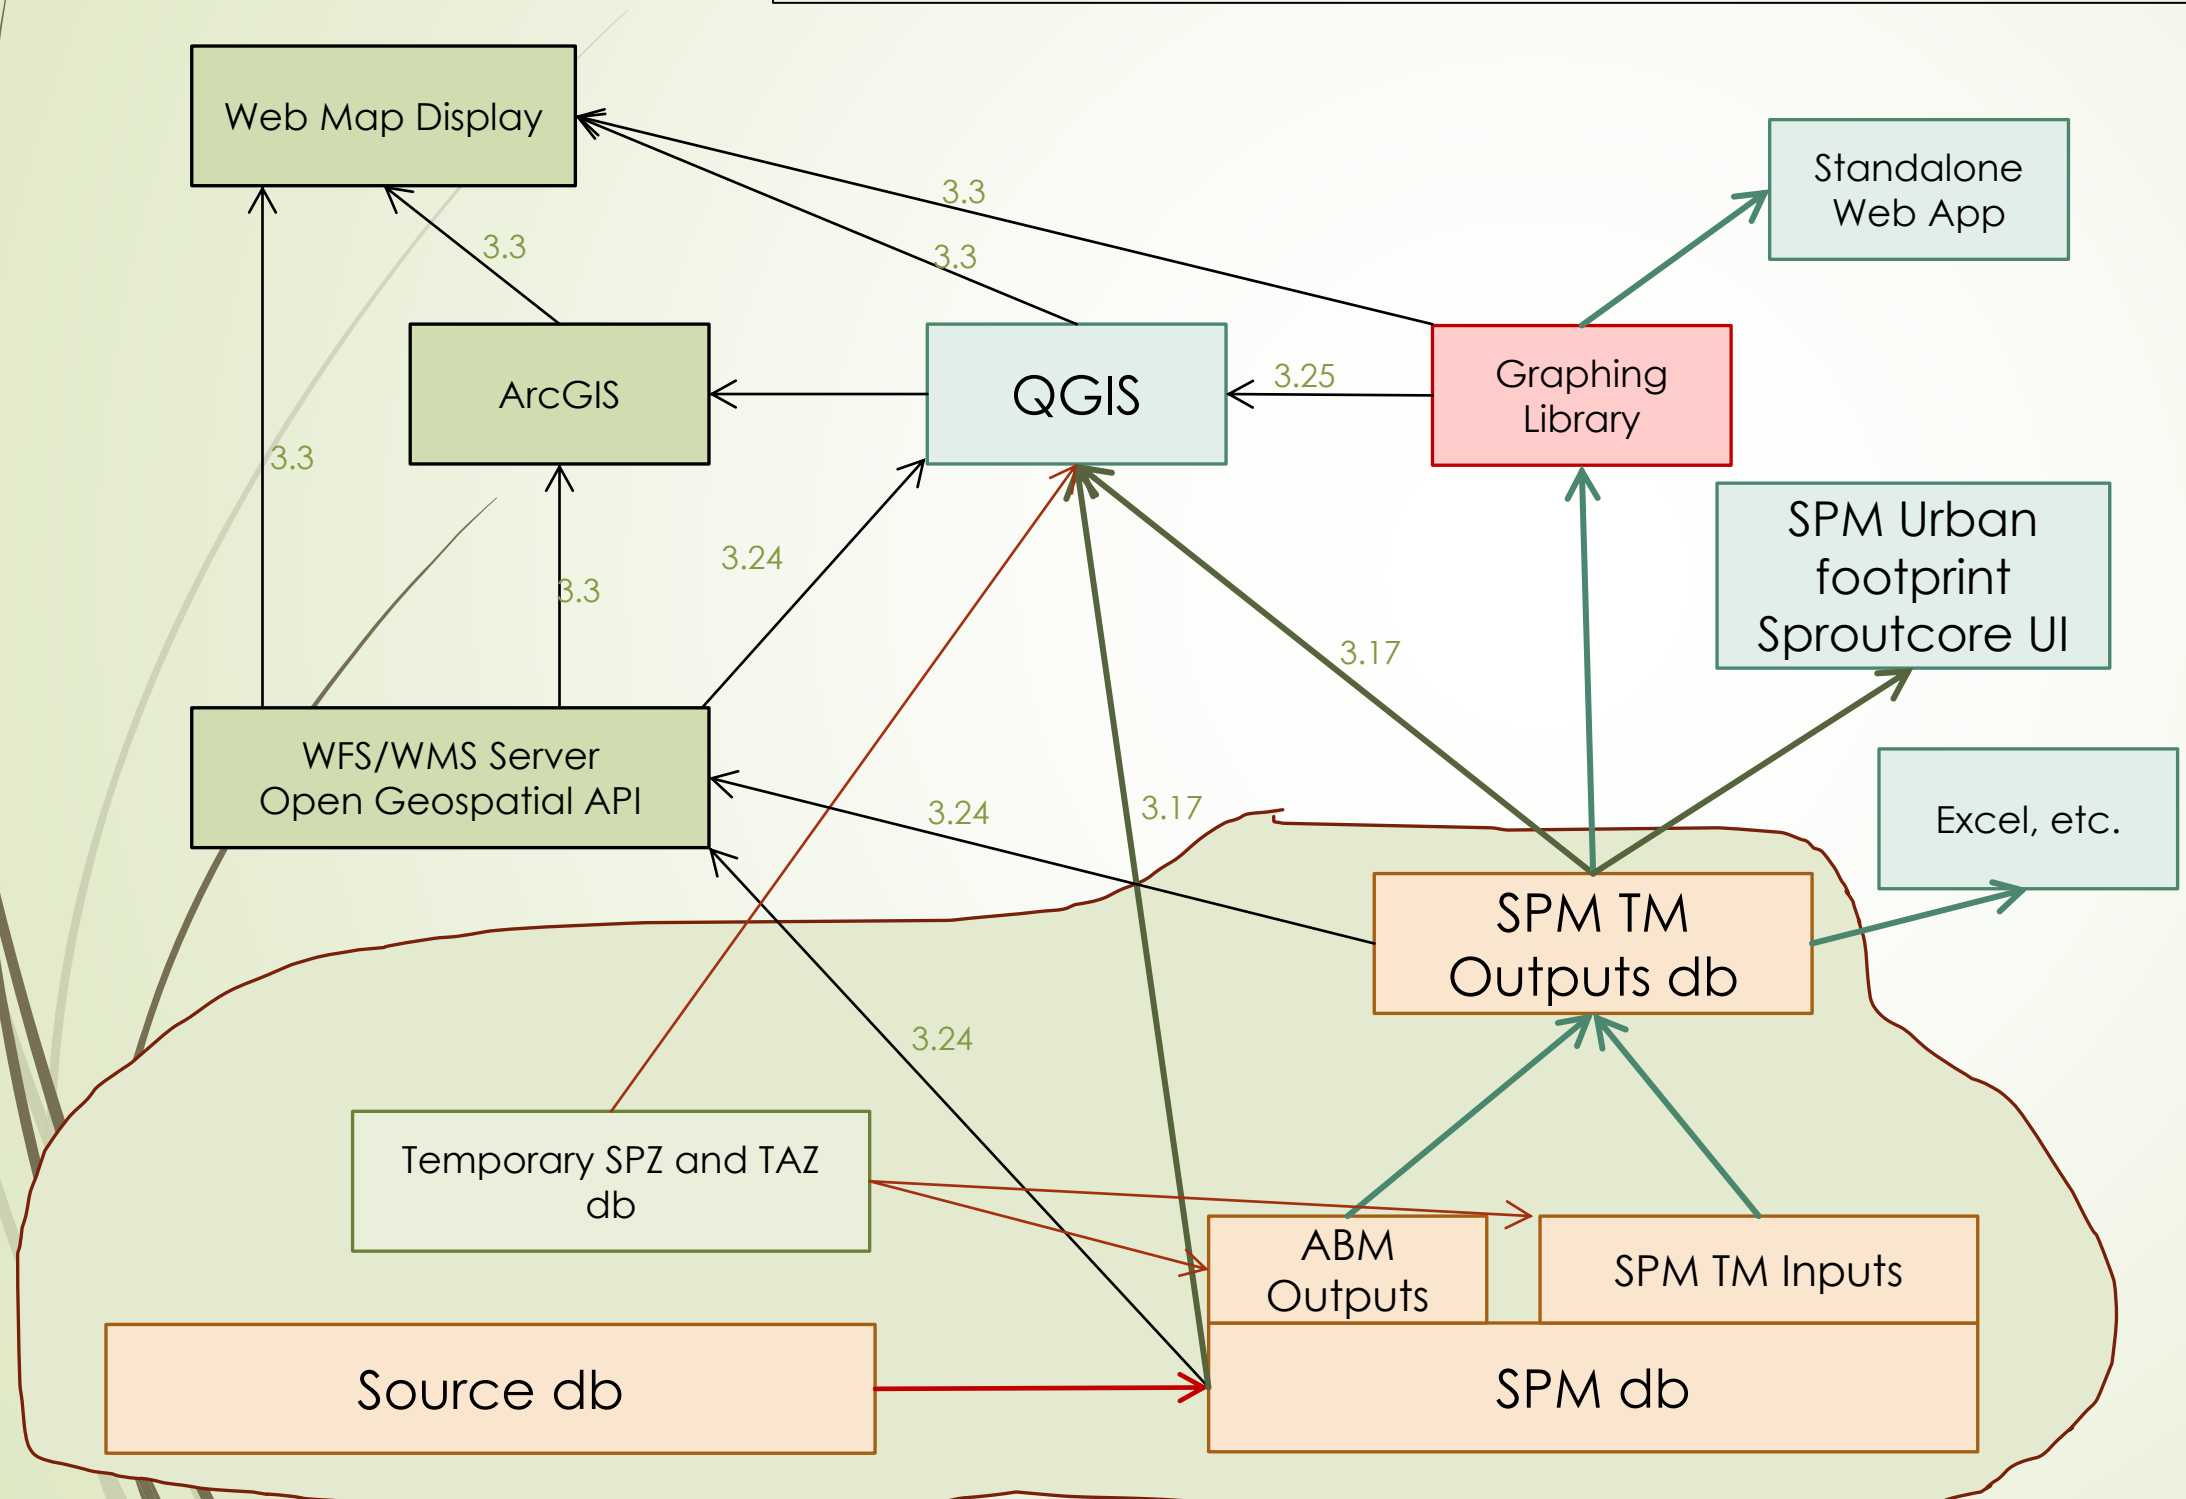 Web Map Display
Standalone
Web App
3.3
3.3
3.3
ArcGIS
QGIS
3.25
Graphing
Library
3.3
3.24
3.3
SPM Urban
footprint
Sproutcore UI
3.17
WFS/WMS Server
Open Geospatial API
3.24
3.17
Excel, etc.
SPM TM
Outputs db
3.24
Temporary SPZ and TAZ
db
ABM
Outputs
SPM TM Inputs
Source db
SPM db